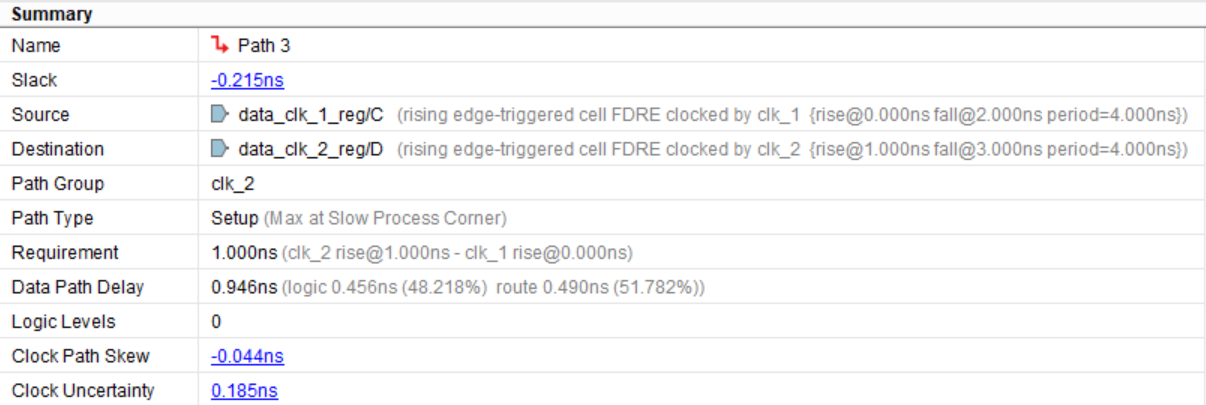 Summary
Name Path 3
Slack -0.215ns
Source data_clk_1_reg/C (rising edge-triggered cell FDRE clocked by clk_1 {rise@0.000ns fall@2.000ns period=4.000ns})
Destination data_clk_2_reg/D (rising edge-triggered cell FDRE clocked by clk_2 {rise@1.000ns fall@3.000ns period=4.000ns})
Path Group clk_2
Path Type Setup (Max at Slow Process Corner)
Requirement 1.000ns (clk_2 rise@1.000ns - clk_1 rise@0.000ns)
Data Path Delay 0.946ns (logic 0.456ns (48.218%) route 0.490ns (51.782%))
Logic Levels 0
Clock Path Skew -0.044ns
Clock Uncertainty 0.185ns